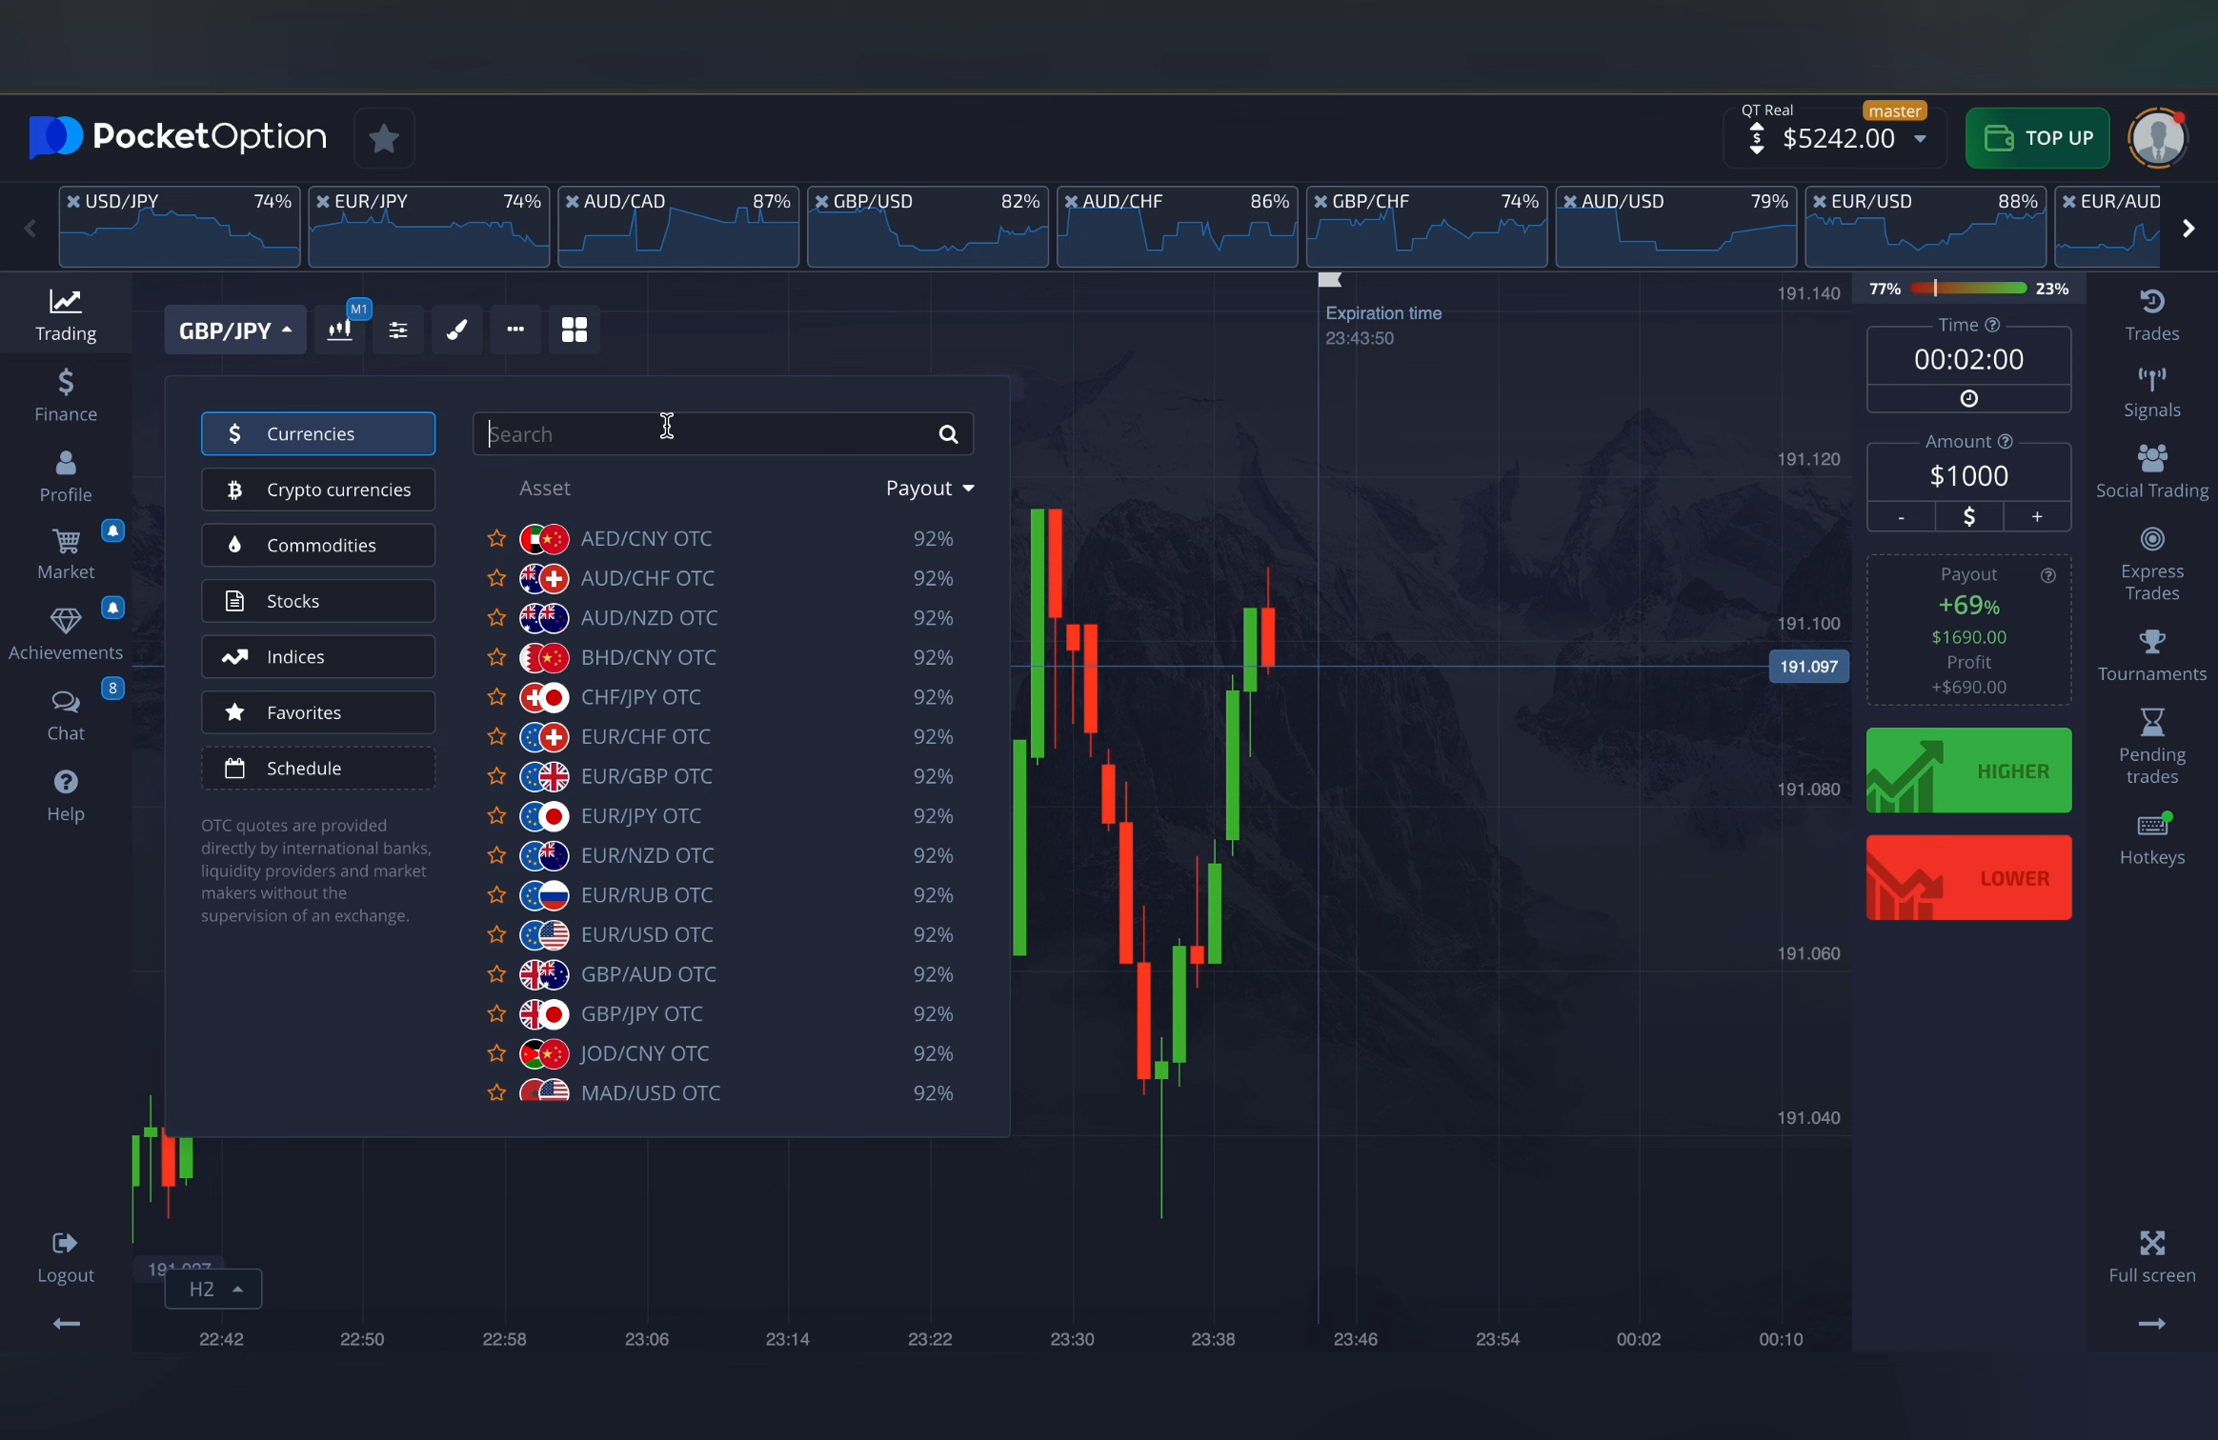 PocketOption
QT Real
master
$5242.00
TOP UP
USD/JPY 74%
EUR/JPY 74%
AUD/CAD 87%
GBP/USD 82%
AUD/CHF 86%
GBP/CHF 74%
AUD/USD 79%
EUR/USD 88%
EUR/AUD
Trading
Finance
Profile
Market
Achievements
8
Chat
Help
Logout
GBP/JPY
M1
Currencies
Crypto currencies
Commodities
Stocks
Indices
Favorites
Schedule
OTC quotes are provided
directly by international banks,
liquidity providers and market
makers without the
supervision of an exchange.
Search
Asset Payout
AED/CNY OTC 92%
AUD/CHF OTC 92%
AUD/NZD OTC 92%
BHD/CNY OTC 92%
CHF/JPY OTC 92%
EUR/CHF OTC 92%
EUR/GBP OTC 92%
EUR/JPY OTC 92%
EUR/NZD OTC 92%
EUR/RUB OTC 92%
EUR/USD OTC 92%
GBP/AUD OTC 92%
GBP/JPY OTC 92%
JOD/CNY OTC 92%
MAD/USD OTC 92%
H2
Expiration time
23:43:50
191.140
191.120
191.100
191.097
191.080
191.060
191.040
22:42 22:50 22:58 23:06 23:14 23:22 23:30 23:38 23:46 23:54 00:02 00:10
77% 23%
Time
00:02:00
Amount
$1000
- $ +
Payout
+69%
$1690.00
Profit
+$690.00
HIGHER
LOWER
Trades
Signals
Social Trading
Express
Trades
Tournaments
Pending
trades
Hotkeys
Full screen